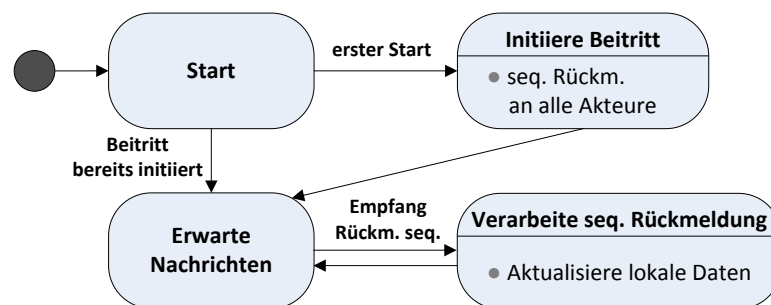 Start
erster Start
Initiiere Beitritt
● seq. Rückm.
an alle Akteure
Beitritt
bereits initiiert
Erwarte
Nachrichten
Empfang
Rückm. seq.
Verarbeite seq. Rückmeldung
● Aktualisiere lokale Daten